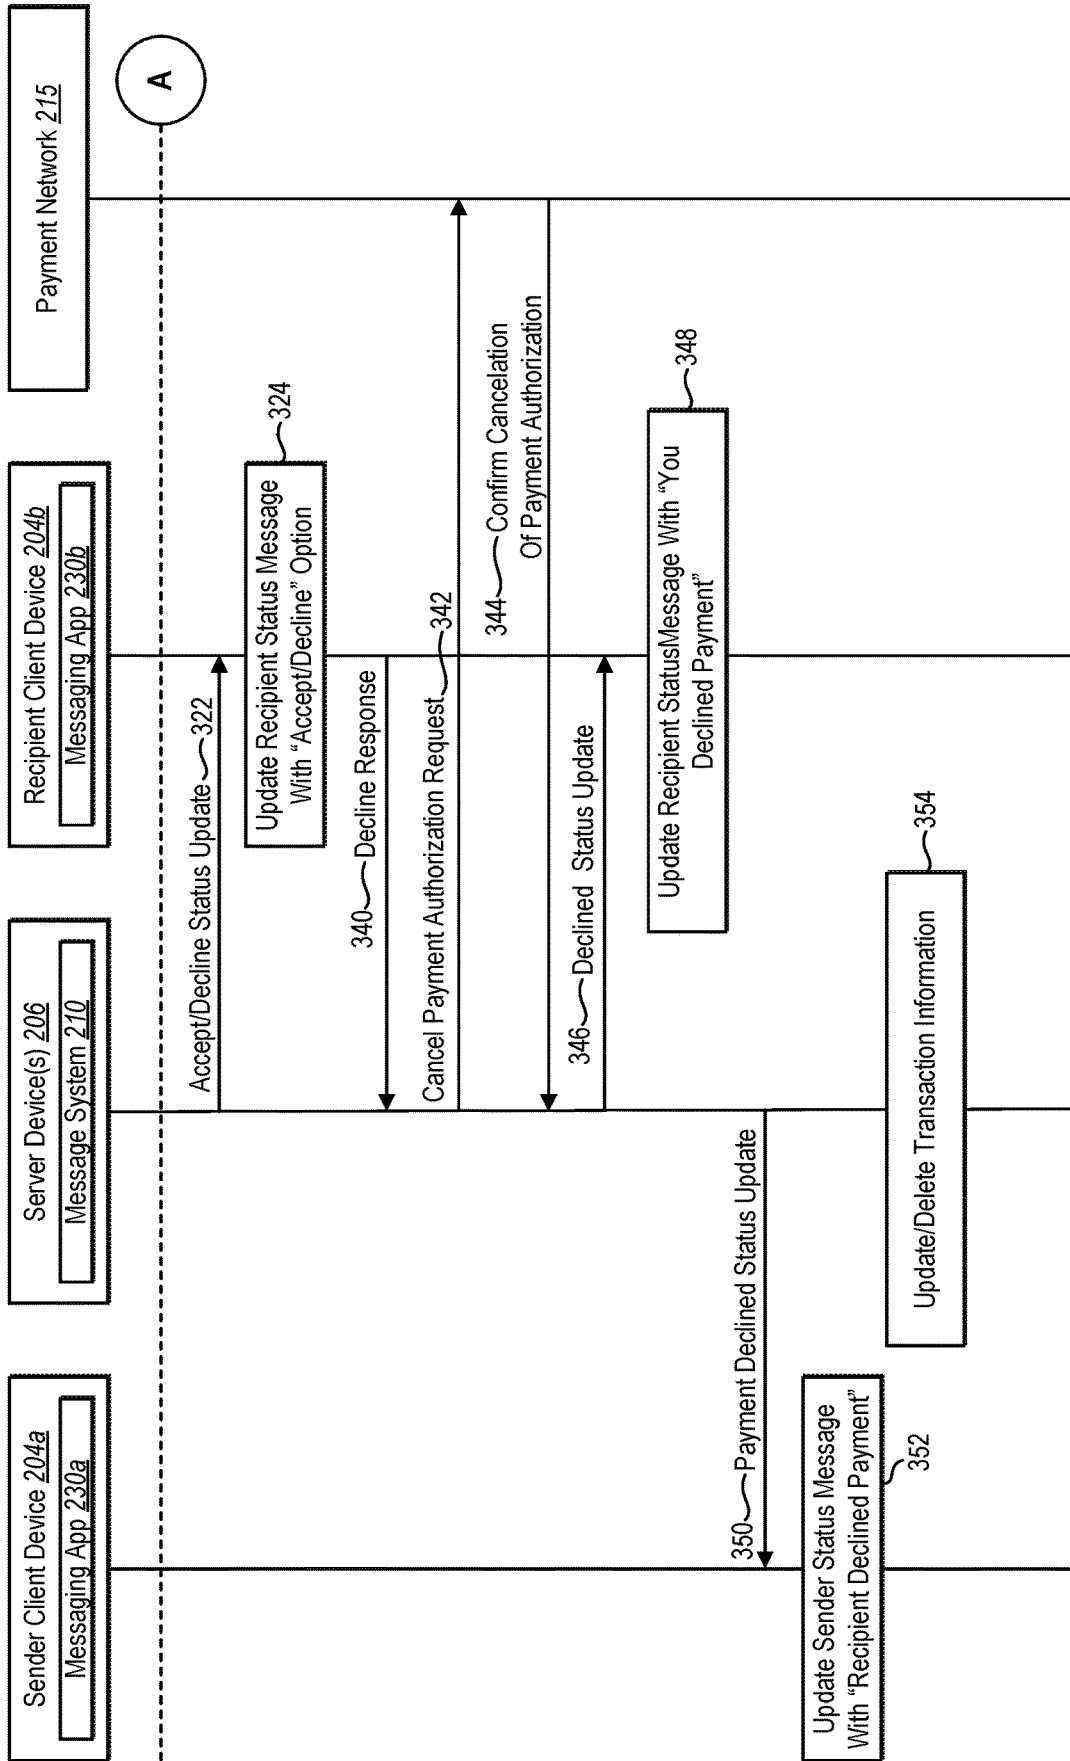 Sender Client Device 204a
Messaging App 230a
Server Device(s) 206
Message System 210
Recipient Client Device 204b
Messaging App 230b
Payment Network 215
A
Accept/Decline Status Update 322
Update Recipient Status Message
With “Accept/Decline” Option
324
340 Decline Response
Cancel Payment Authorization Request 342
344 Confirm Cancelation
Of Payment Authorization
346 Declined Status Update
Update Recipient StatusMessage With “You
Declined Payment”
348
350 Payment Declined Status Update
Update Sender Status Message
With “Recipient Declined Payment”
352
Update/Delete Transaction Information
354